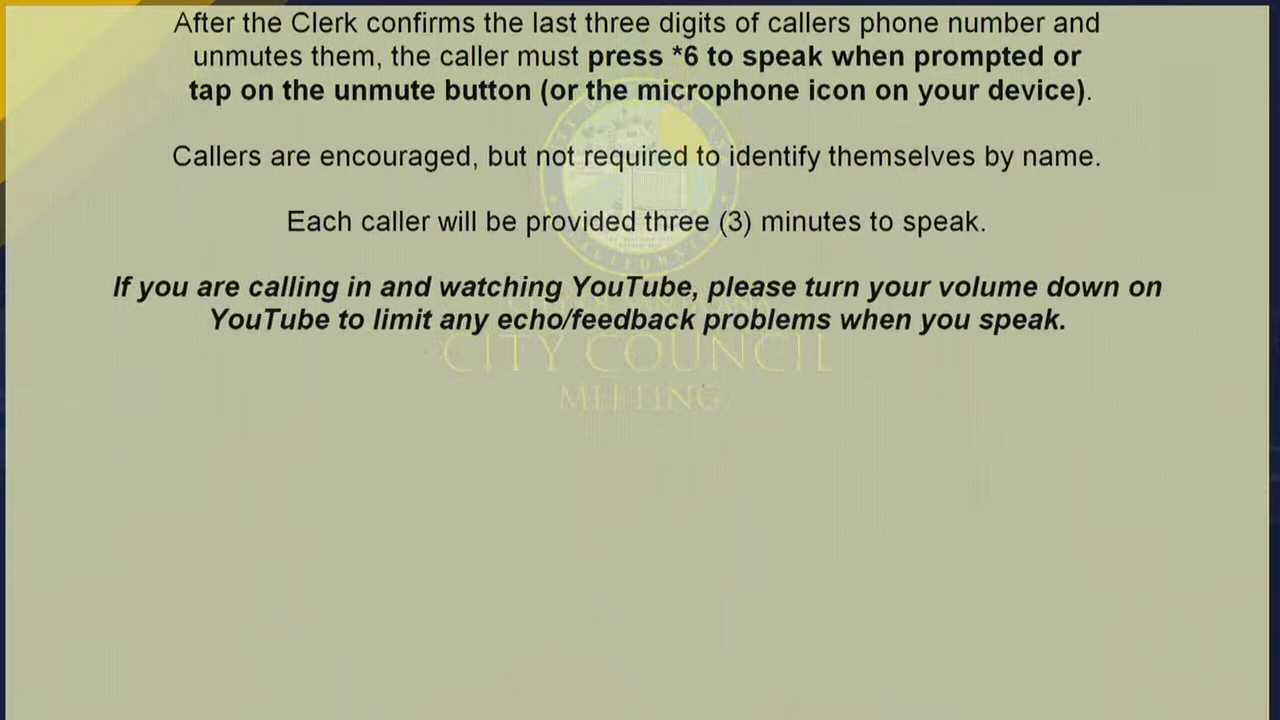 After the Clerk confirms the last three digits of callers phone number and
unmutes them, the caller must press *6 to speak when prompted or
tap on the unmute button (or the microphone icon on your device).
Callers are encouraged, but not required to identify themselves by name.
Each caller will be provided three (3) minutes to speak.
If you are calling in and watching YouTube, please turn your volume down on
YouTube to limit any echo/feedback problems when you speak.
CITY COUNCIL
MEETING